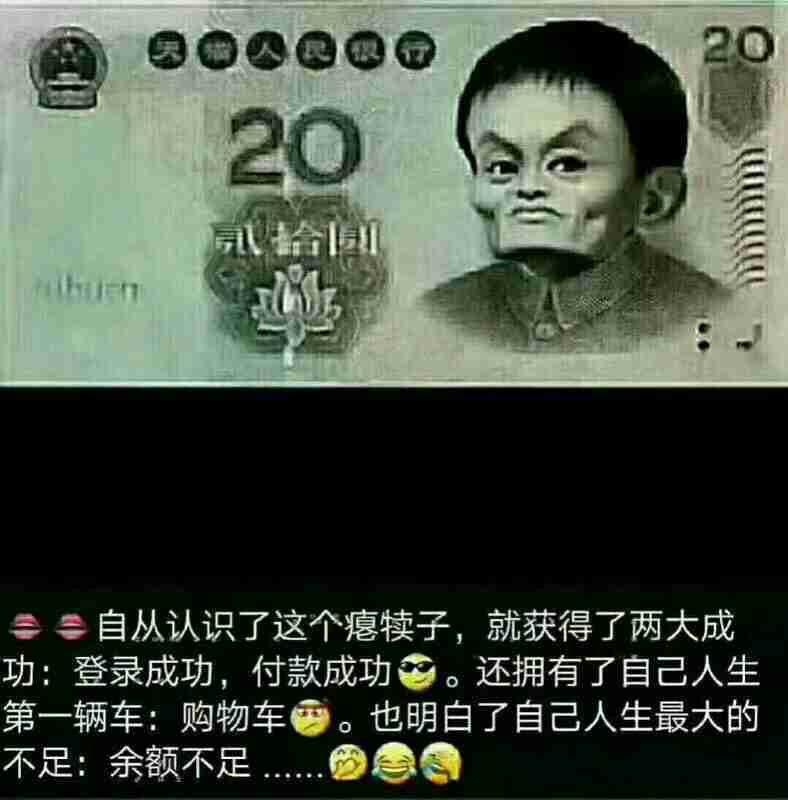 天猫人民银行
20
20
贰拾圆
自从认识了这个瘪犊子，就获得了两大成
功：登录成功，付款成功😎。还拥有了自己人生
第一辆车：购物车。也明白了自己人生最大的
不足：余额不足 ......🤭😂